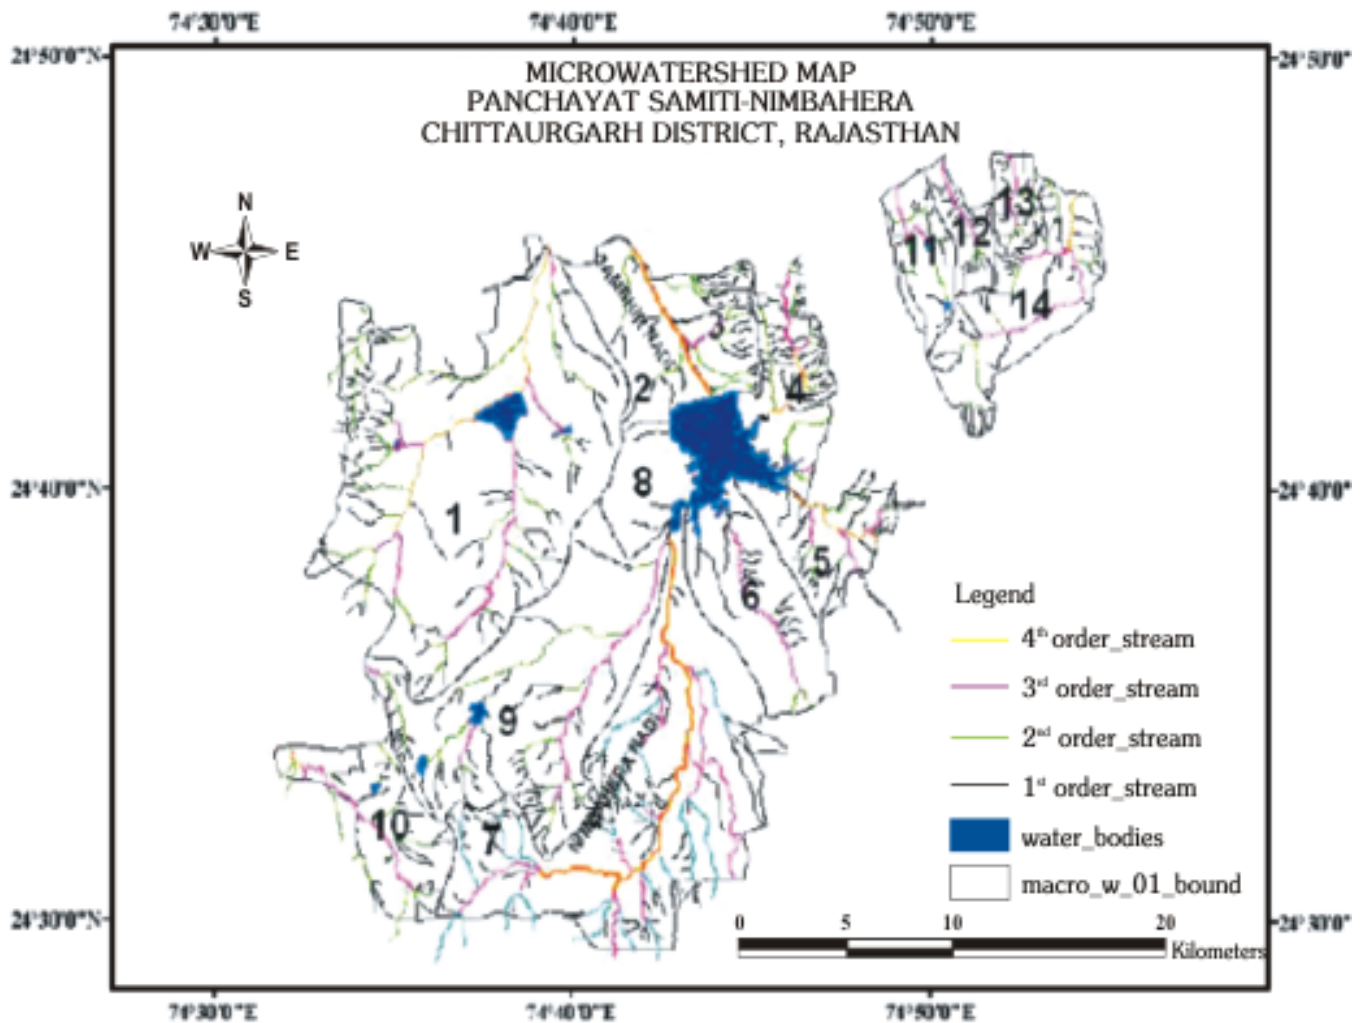 74°30'0"E 74°40'0"E 74°50'0"E
24°50'0"N 24°50'0"
MICROWATERSHED MAP
PANCHAYAT SAMITI-NIMBAHERA
CHITTAURGARH DISTRICT, RAJASTHAN
N
W E
S
13
12
11
14
3
2
4
8
1
5
6
9
10
7
24°40'0"N 24°40'0"
Legend
4th order_stream
3rd order_stream
2nd order_stream
1st order_stream
water_bodies
macro_w_01_bound
24°30'0"N 24°30'0"
0 5 10 20
Kilometers
74°30'0"E 74°40'0"E 74°50'0"E